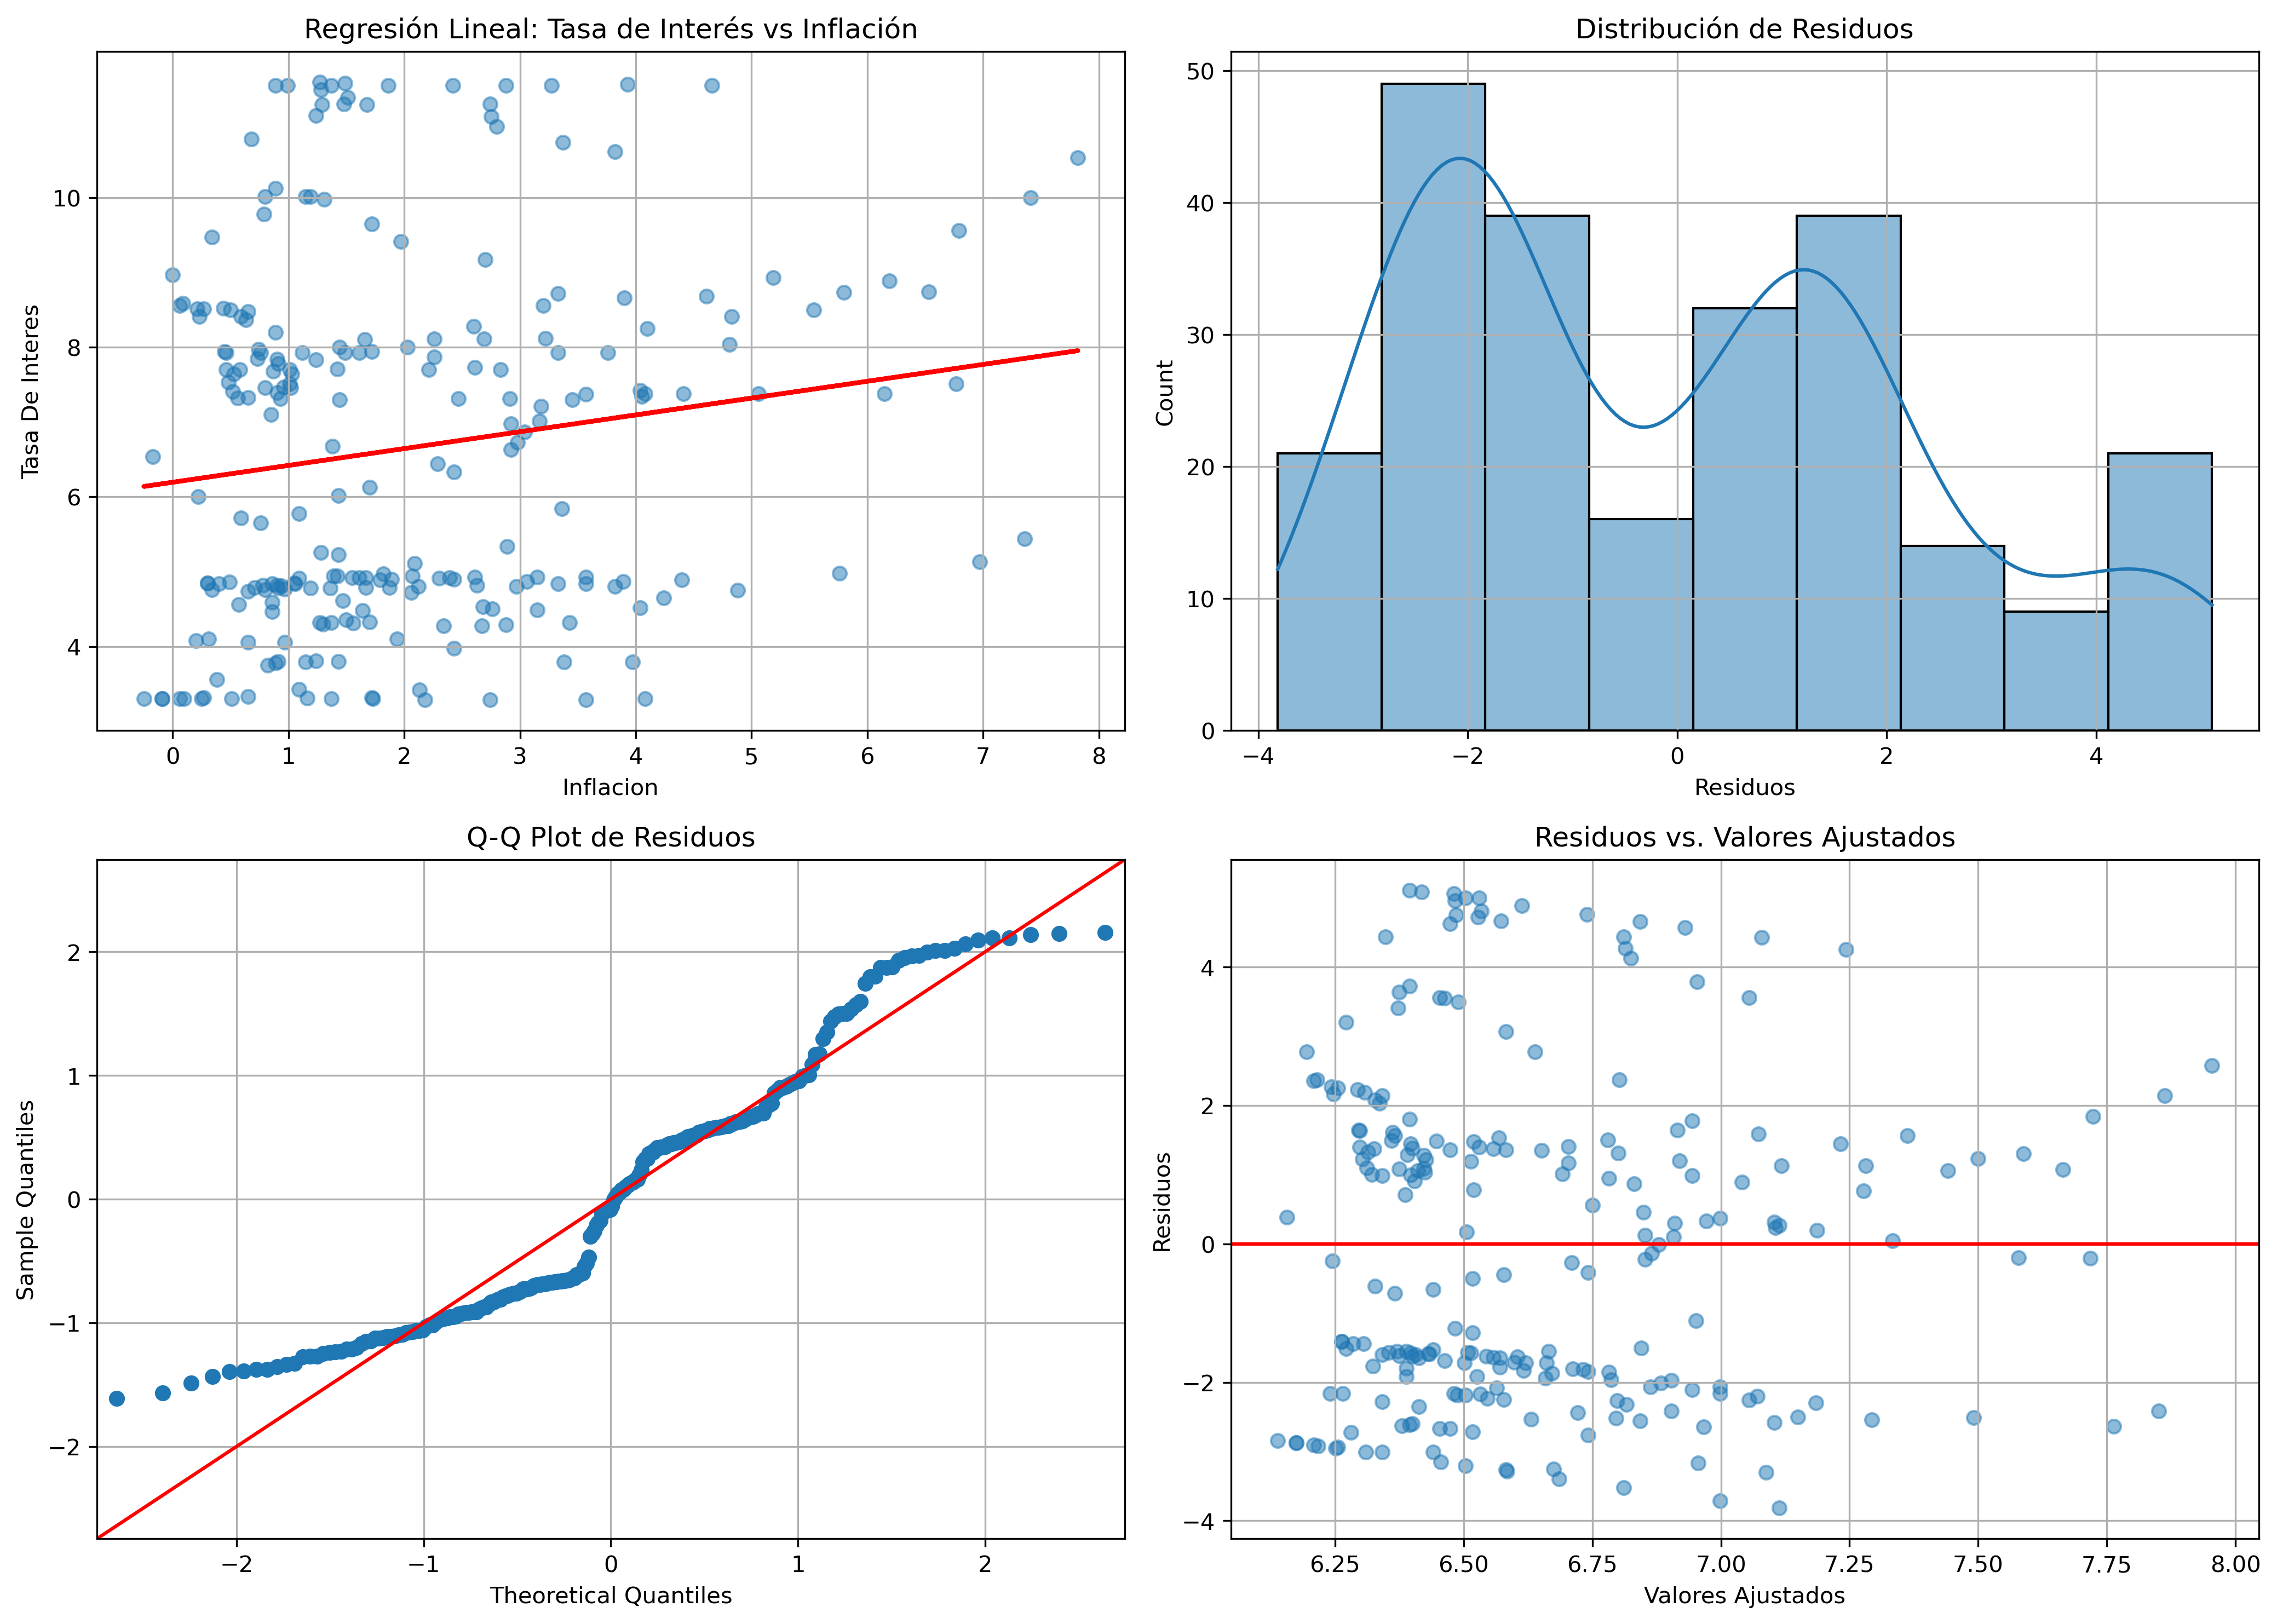 Regresión Lineal: Tasa de Interés vs Inflación
Tasa De Interes
10
8
6
4
0 1 2 3 4 5 6 7 8
Inflacion
Distribución de Residuos
Count
50
40
30
20
10
0
−4 −2 0 2 4
Residuos
Q-Q Plot de Residuos
Sample Quantiles
2
1
0
−1
−2
−2 −1 0 1 2
Theoretical Quantiles
Residuos vs. Valores Ajustados
Residuos
4
2
0
−2
−4
6.25 6.50 6.75 7.00 7.25 7.50 7.75 8.00
Valores Ajustados